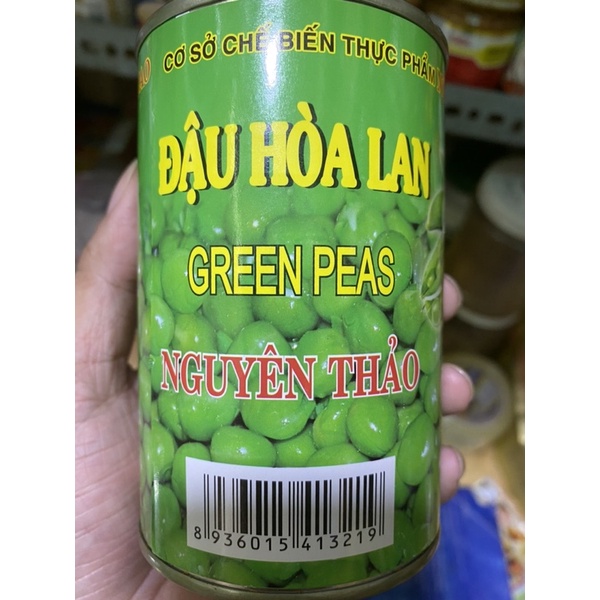 CƠ SỞ CHẾ BIẾN THỰC PHẨM
ĐẬU HÒA LAN
GREEN PEAS
NGUYÊN THẢO
8 936015 413219